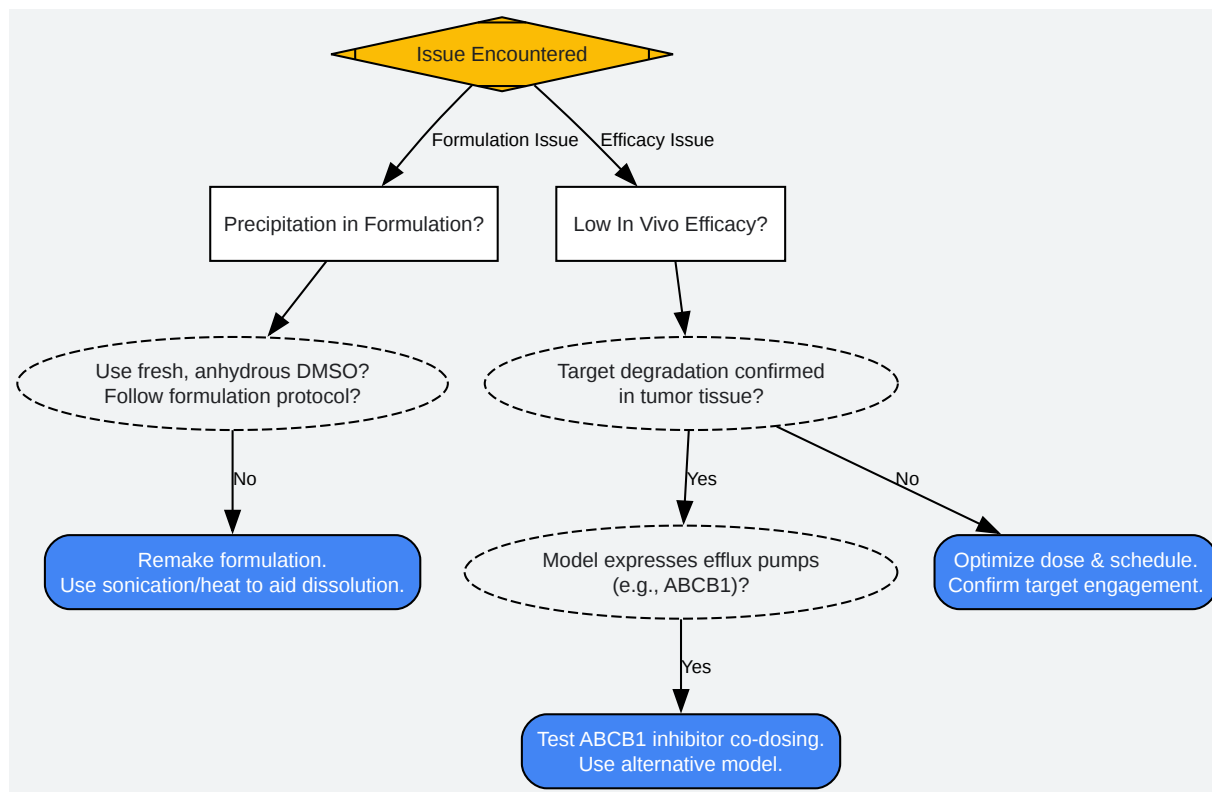 Issue Encountered
Formulation Issue
Efficacy Issue
Precipitation in Formulation?
Low In Vivo Efficacy?
Use fresh, anhydrous DMSO?
Follow formulation protocol?
Target degradation confirmed
in tumor tissue?
No
Yes
No
Remake formulation.
Use sonication/heat to aid dissolution.
Model expresses efflux pumps
(e.g., ABCB1)?
Optimize dose & schedule.
Confirm target engagement.
Yes
Test ABCB1 inhibitor co-dosing.
Use alternative model.